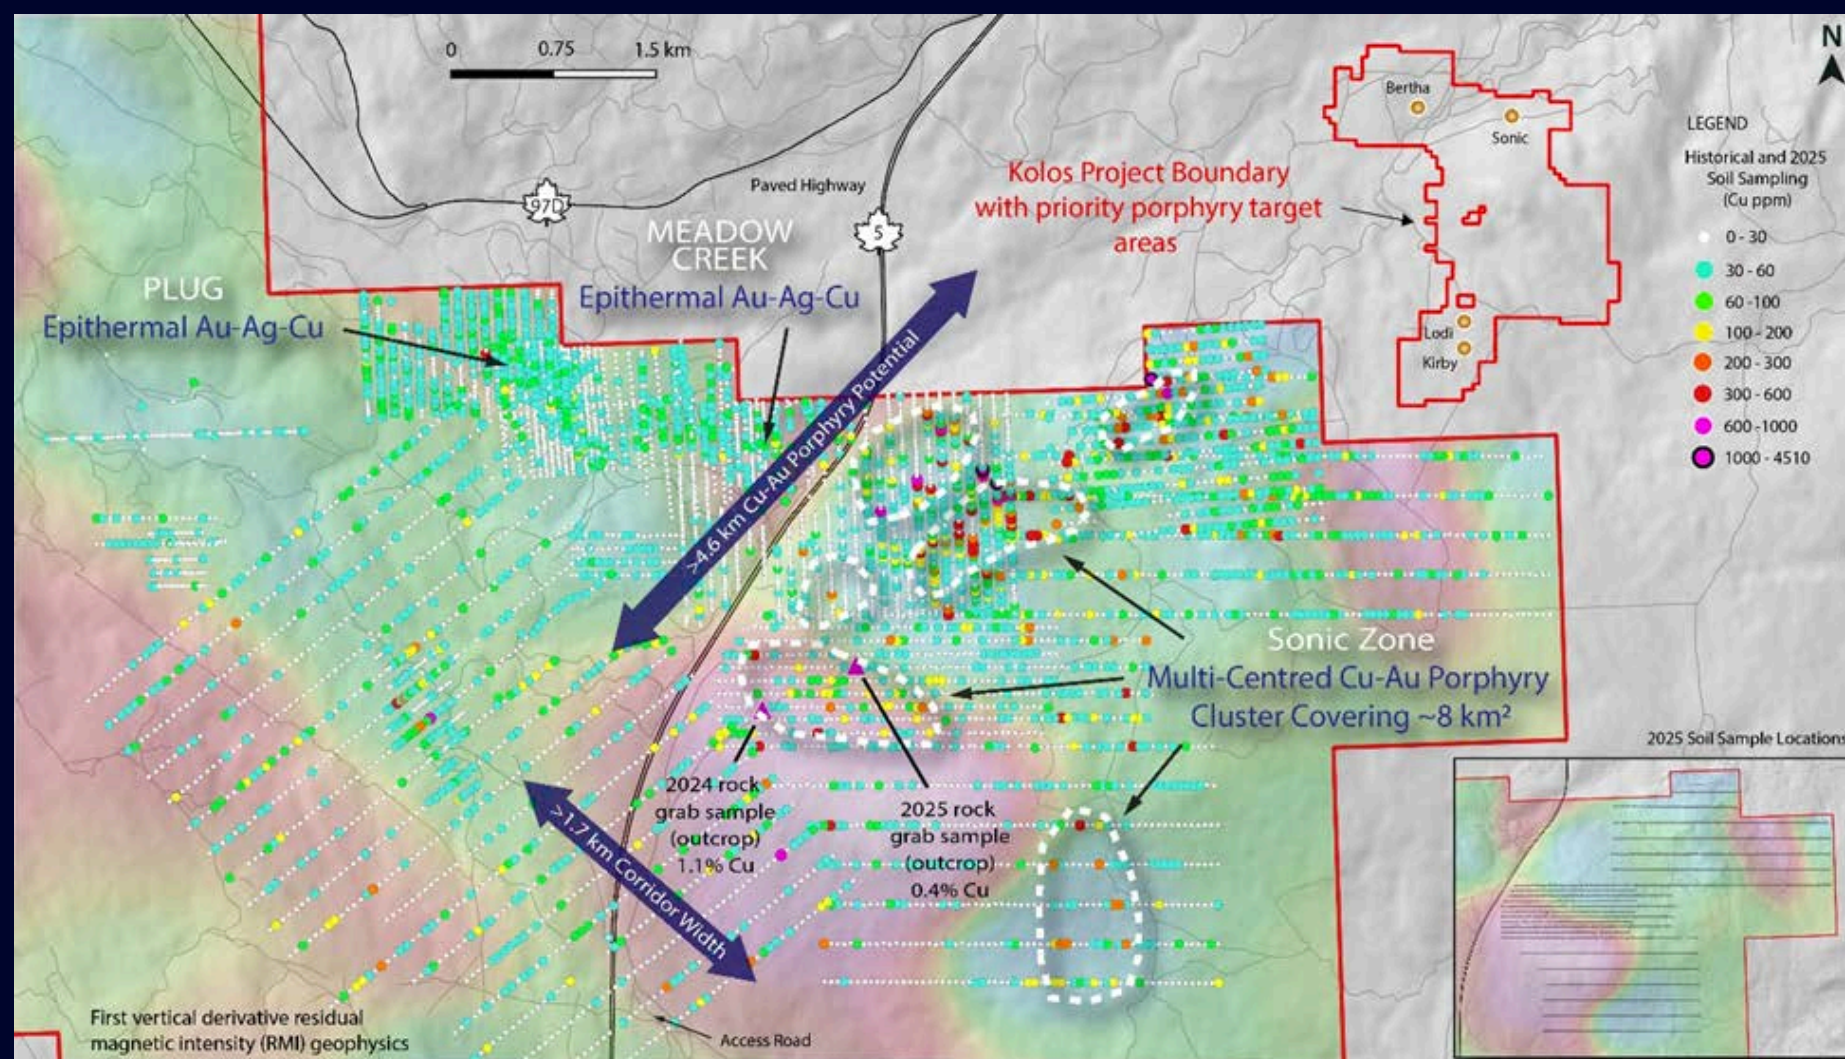 0 0.75 1.5 km
N
Bertha
Sonic
Lodi
Kirby
LEGEND
Historical and 2025
Soil Sampling
(Cu ppm)
0 - 30
30 - 60
60 -100
100 - 200
200 - 300
300 - 600
600 -1000
1000 - 4510
Kolos Project Boundary
with priority porphyry target
areas
Paved Highway
97D
5
MEADOW
CREEK
Epithermal Au-Ag-Cu
PLUG
Epithermal Au-Ag-Cu
>4.6 km Cu-Au Porphyry Potential
Sonic Zone
Multi-Centred Cu-Au Porphyry
Cluster Covering ~8 km²
2025 Soil Sample Locations
2024 rock
grab sample
(outcrop)
1.1% Cu
2025 rock
grab sample
(outcrop)
0.4% Cu
>1.7 km Corridor Width
First vertical derivative residual
magnetic intensity (RMI) geophysics
Access Road